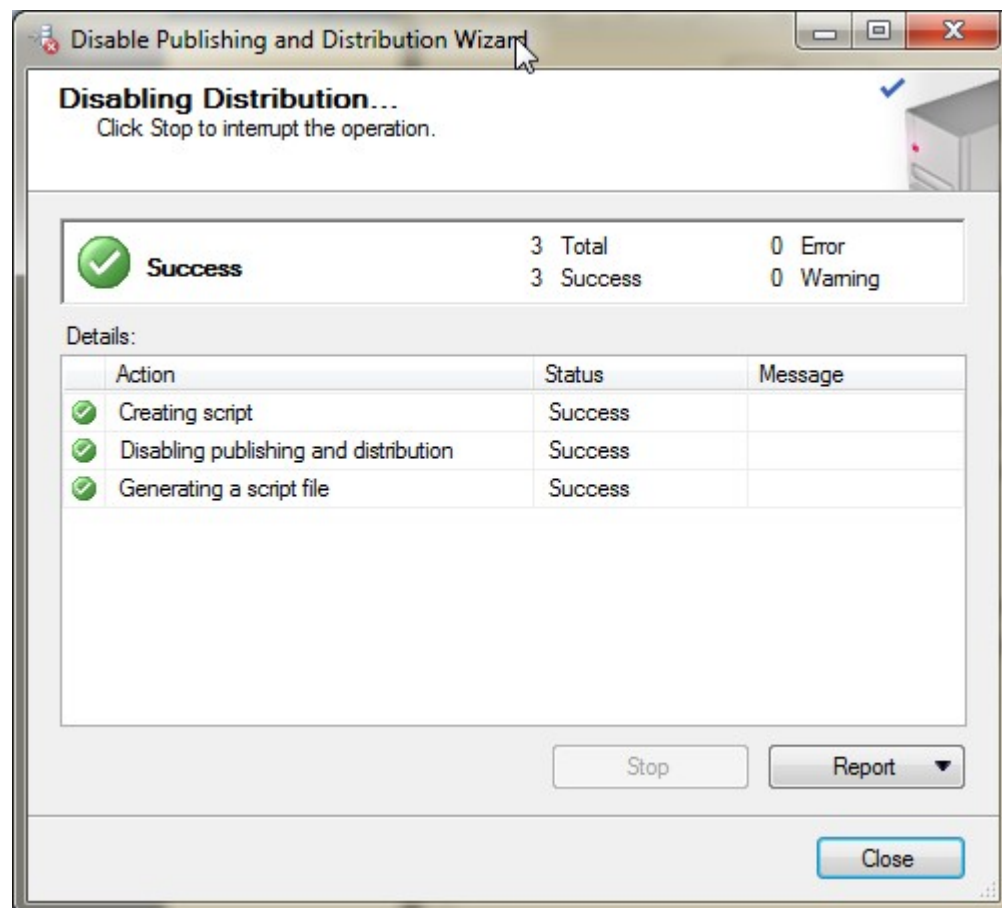 Disable Publishing and Distribution Wizard
Disabling Distribution...
Click Stop to interrupt the operation.
Success
3 Total
0 Error
3 Success
0 Warning
Details:
Action Status Message
Creating script Success
Disabling publishing and distribution Success
Generating a script file Success
Stop Report
Close